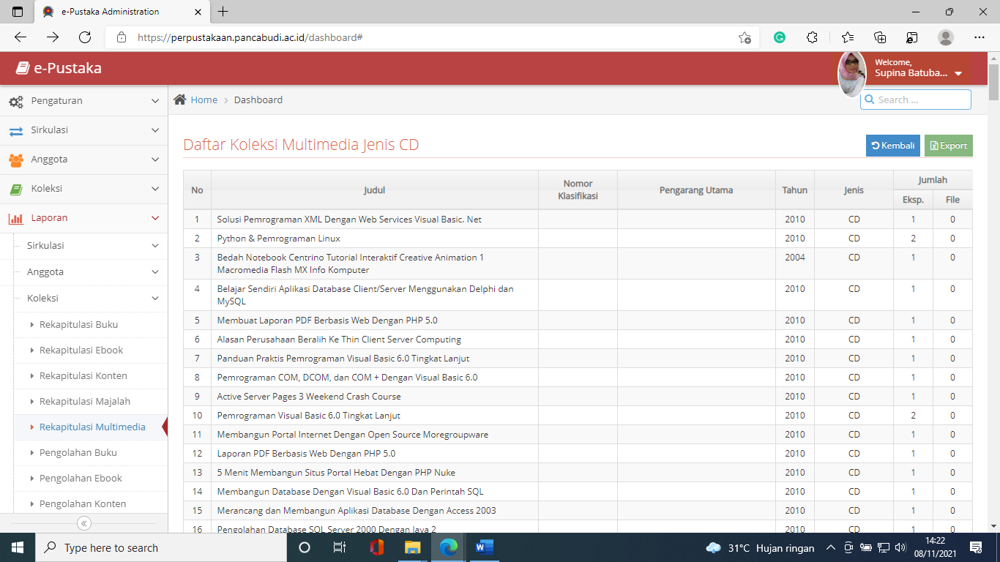 e-Pustaka Administration
https://perpustakaan.pancabudi.ac.id/dashboard#
e-Pustaka
Welcome,
Supina Batuba...
Pengaturan
Sirkulasi
Anggota
Koleksi
Laporan
Sirkulasi
Anggota
Koleksi
Rekapitulasi Buku
Rekapitulasi Ebook
Rekapitulasi Konten
Rekapitulasi Majalah
Rekapitulasi Multimedia
Pengolahan Buku
Pengolahan Ebook
Pengolahan Konten
Home > Dashboard
Search ...
Daftar Koleksi Multimedia Jenis CD
Kembali
Export
No Judul Nomor Klasifikasi Pengarang Utama Tahun Jenis Jumlah
Eksp. File
1 Solusi Pemrograman XML Dengan Web Services Visual Basic. Net 2010 CD 1 0
2 Python & Pemrograman Linux 2010 CD 2 0
3 Bedah Notebook Centrino Tutorial Interaktif Creative Animation 1 2004 CD 1 0
Macromedia Flash MX Info Komputer
4 Belajar Sendiri Aplikasi Database Client/Server Menggunakan Delphi dan 2010 CD 1 0
MySQL
5 Membuat Laporan PDF Berbasis Web Dengan PHP 5.0 2010 CD 1 0
6 Alasan Perusahaan Beralih Ke Thin Client Server Computing 2010 CD 1 0
7 Panduan Praktis Pemrograman Visual Basic 6.0 Tingkat Lanjut 2010 CD 1 0
8 Pemrograman COM, DCOM, dan COM + Dengan Visual Basic 6.0 2010 CD 1 0
9 Active Server Pages 3 Weekend Crash Course 2010 CD 1 0
10 Pemrograman Visual Basic 6.0 Tingkat Lanjut 2010 CD 2 0
11 Membangun Portal Internet Dengan Open Source Moregroupware 2010 CD 1 0
12 Laporan PDF Berbasis Web Dengan PHP 5.0 2010 CD 1 0
13 5 Menit Membangun Situs Portal Hebat Dengan PHP Nuke 2010 CD 1 0
14 Membangun Database Dengan Visual Basic 6.0 Dan Perintah SQL 2010 CD 1 0
15 Merancang dan Membangun Aplikasi Database Dengan Access 2003 2010 CD 1 0
16 Pengolahan Database SQL Server 2000 Dengan Java 2 2010 CD 1 0
Type here to search
31°C Hujan ringan
14:22
08/11/2021